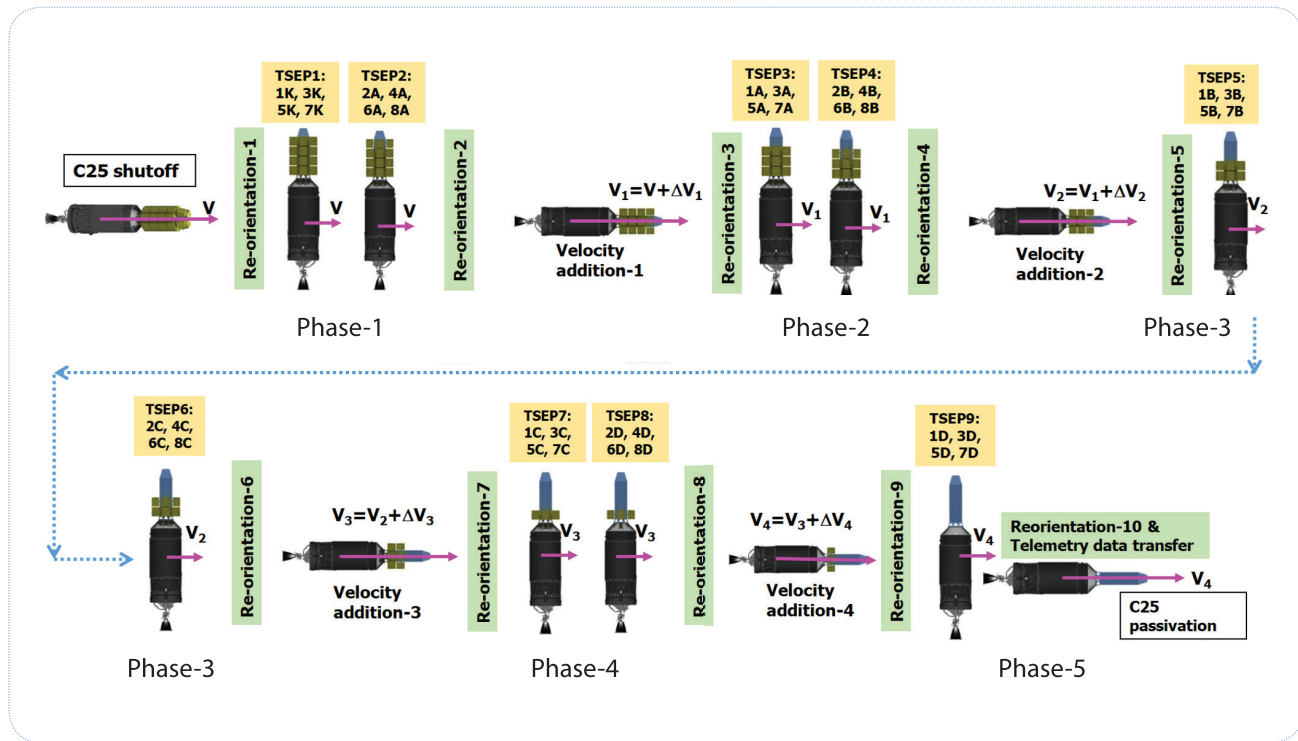 C25 shutoff
V
Re-orientation-1
TSEP1:
1K, 3K,
5K, 7K
V
TSEP2:
2A, 4A,
6A, 8A
V
Re-orientation-2
Phase-1
V₁=V+ΔV₁
Velocity
addition-1
Re-orientation-3
TSEP3:
1A, 3A,
5A, 7A
V₁
TSEP4:
2B, 4B,
6B, 8B
V₁
Re-orientation-4
Phase-2
V₂=V₁+ΔV₂
Velocity
addition-2
Re-orientation-5
TSEP5:
1B, 3B,
5B, 7B
V₂
Phase-3
TSEP6:
2C, 4C,
6C, 8C
V₂
Re-orientation-6
Phase-3
V₃=V₂+ΔV₃
Velocity
addition-3
Re-orientation-7
TSEP7:
1C, 3C,
5C, 7C
V₃
TSEP8:
2D, 4D,
6D, 8D
V₃
Re-orientation-8
Phase-4
V₄=V₃+ΔV₄
Velocity
addition-4
Re-orientation-9
TSEP9:
1D, 3D,
5D, 7D
V₄
Reorientation-10 &
Telemetry data transfer
V₄
C25
passivation
Phase-5